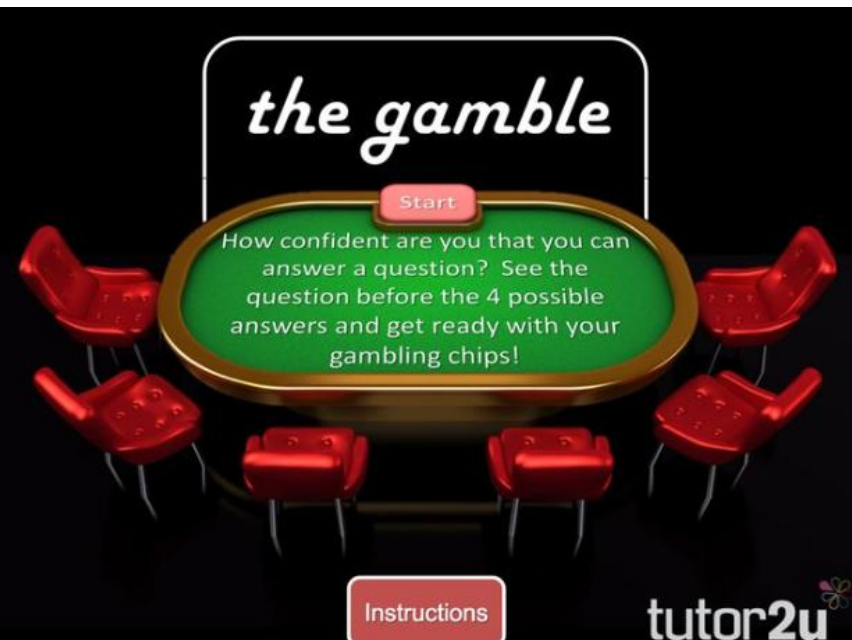 the gamble
Start
How confident are you that you can
answer a question? See the
question before the 4 possible
answers and get ready with your
gambling chips!
Instructions
tutor2u